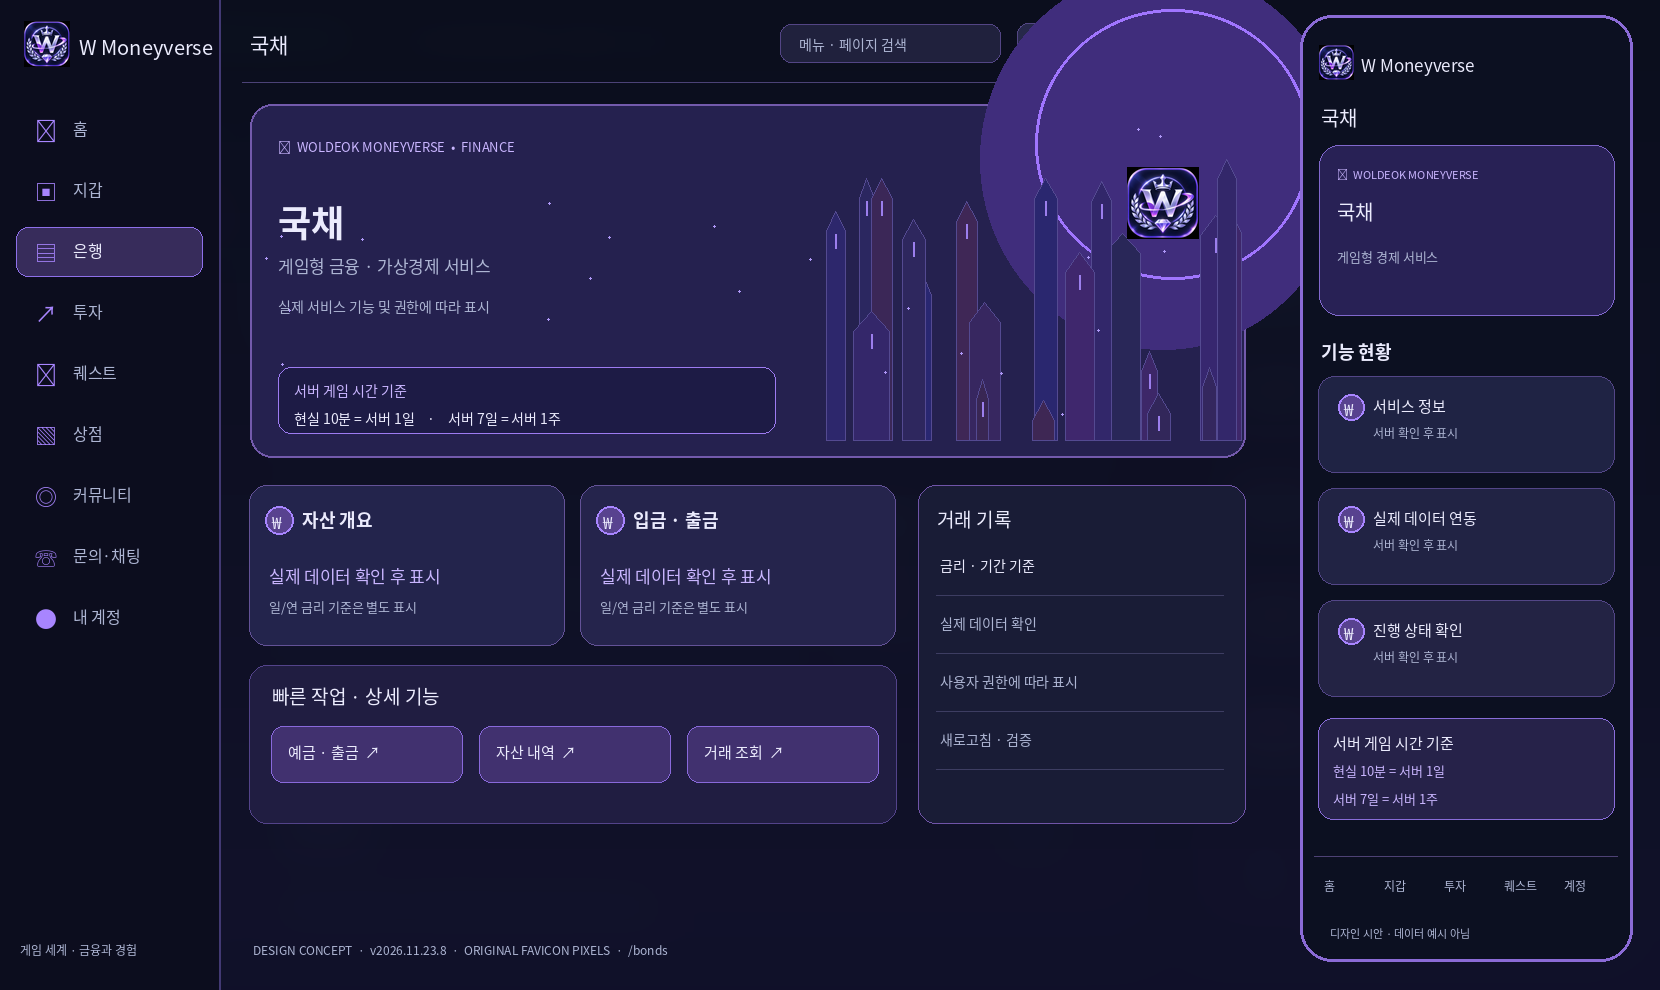 W Moneyverse
홈
지갑
은행
투자
퀘스트
상점
커뮤니티
문의·채팅
내 계정
게임 세계 · 금융과 경험
국채
메뉴 · 페이지 검색
WOLDEOK MONEYVERSE • FINANCE
국채
게임형 금융 · 가상경제 서비스
실제 서비스 기능 및 권한에 따라 표시
서버 게임 시간 기준
현실 10분 = 서버 1일 · 서버 7일 = 서버 1주
W
₩ 자산 개요
실제 데이터 확인 후 표시
일/연 금리 기준은 별도 표시
₩ 입금 · 출금
실제 데이터 확인 후 표시
일/연 금리 기준은 별도 표시
거래 기록
금리 · 기간 기준
실제 데이터 확인
사용자 권한에 따라 표시
새로고침 · 검증
빠른 작업 · 상세 기능
예금 · 출금 ↗
자산 내역 ↗
거래 조회 ↗
DESIGN CONCEPT · v2026.11.23.8 · ORIGINAL FAVICON PIXELS · /bonds
W Moneyverse
국채
WOLDEOK MONEYVERSE
국채
게임형 경제 서비스
기능 현황
₩ 서비스 정보
서버 확인 후 표시
₩ 실제 데이터 연동
서버 확인 후 표시
₩ 진행 상태 확인
서버 확인 후 표시
서버 게임 시간 기준
현실 10분 = 서버 1일
서버 7일 = 서버 1주
홈 지갑 투자 퀘스트 계정
디자인 시안 · 데이터 예시 아님